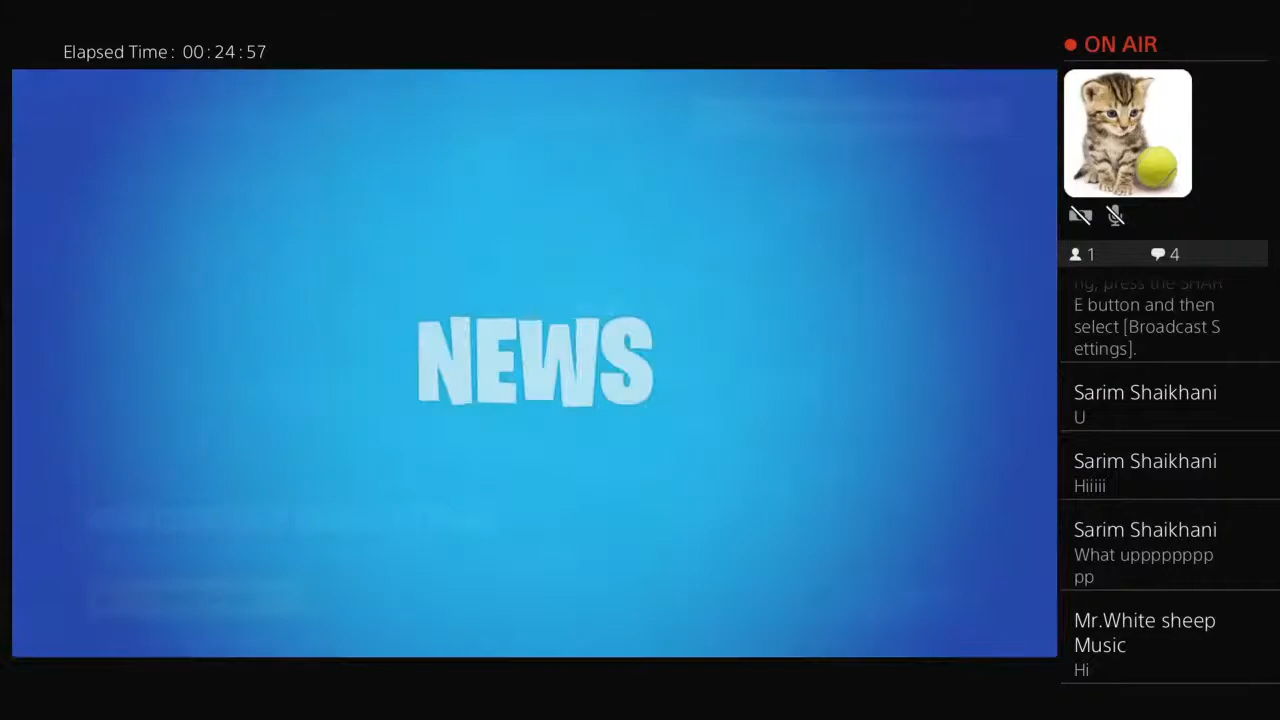 Elapsed Time: 00:24:57
ON AIR
NEWS
1 4
E button and then
select [Broadcast S
ettings].
Sarim Shaikhani
U
Sarim Shaikhani
Hiiiii
Sarim Shaikhani
What upppppppp
pp
Mr.White sheep
Music
Hi